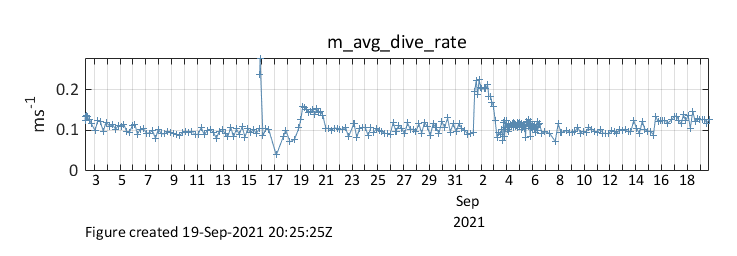 m_avg_dive_rate
ms-1
0.2
0.1
0
3 5 7 9 11 13 15 17 19 21 23 25 27 29 31 2 4 6 8 10 12 14 16 18
Sep
2021
Figure created 19-Sep-2021 20:25:25Z